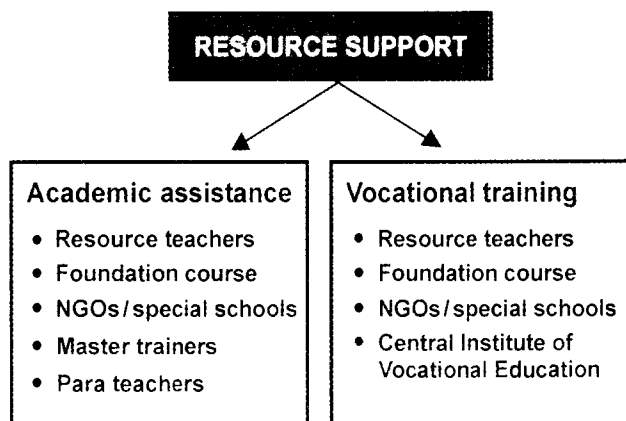 RESOURCE SUPPORT
Academic assistance
• Resource teachers
• Foundation course
• NGOs/special schools
• Master trainers
• Para teachers
Vocational training
• Resource teachers
• Foundation course
• NGOs/special schools
• Central Institute of
Vocational Education